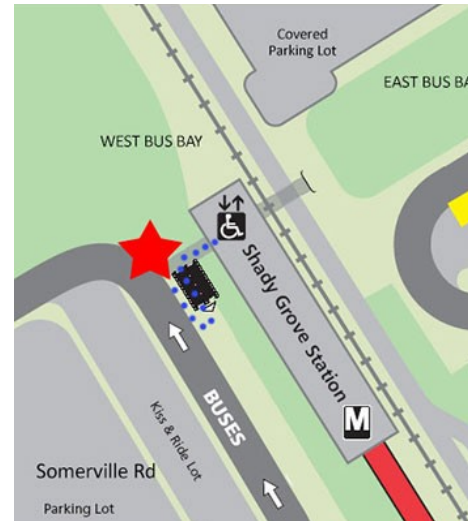 Covered
Parking Lot
EAST BUS BA
WEST BUS BAY
Shady Grove Station
M
BUSES
Kiss & Ride Lot
Somerville Rd
Parking Lot